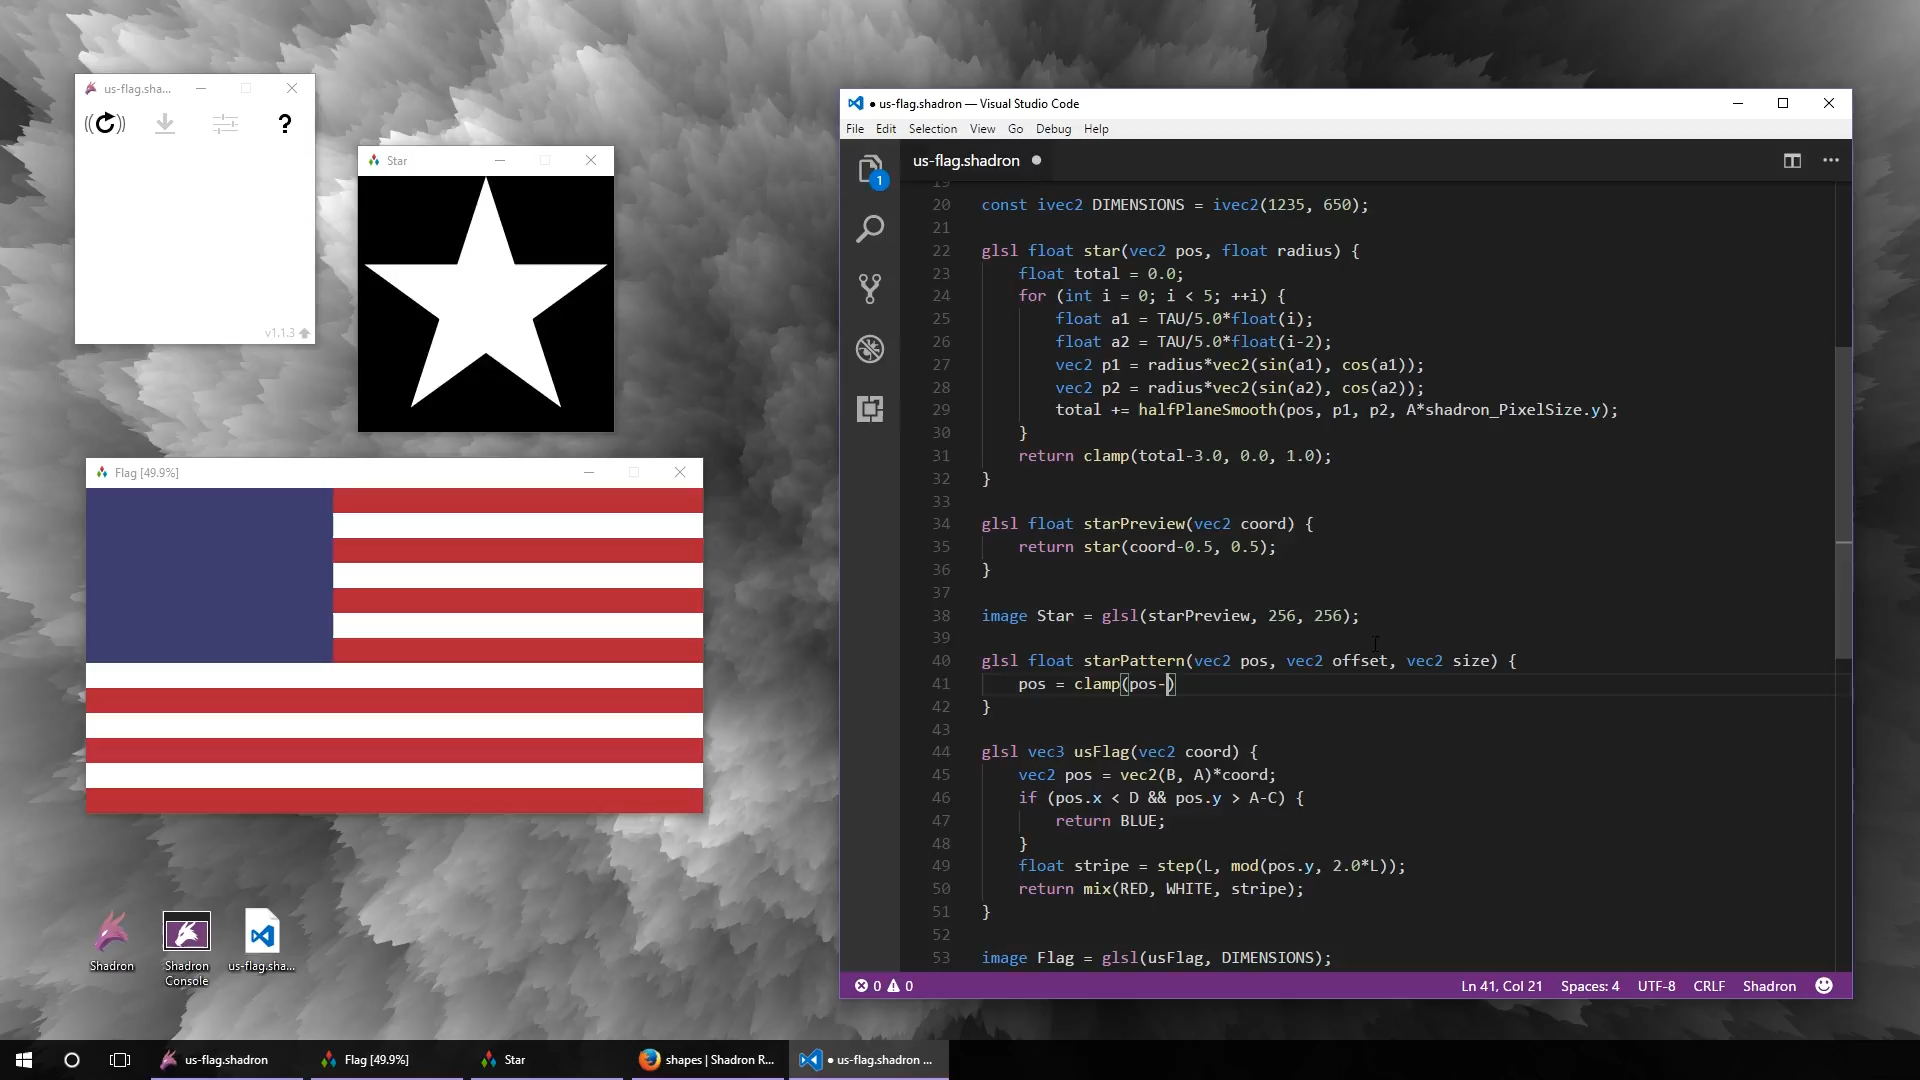 us-flag.sha...
?
v1.1.3
Star
Flag [49.9%]
Shadron
Shadron
Console
us-flag.sha...
● us-flag.shadron — Visual Studio Code
File Edit Selection View Go Debug Help
1
us-flag.shadron
20 const ivec2 DIMENSIONS = ivec2(1235, 650);
21
22 glsl float star(vec2 pos, float radius) {
23 float total = 0.0;
24 for (int i = 0; i < 5; ++i) {
25 float a1 = TAU/5.0*float(i);
26 float a2 = TAU/5.0*float(i-2);
27 vec2 p1 = radius*vec2(sin(a1), cos(a1));
28 vec2 p2 = radius*vec2(sin(a2), cos(a2));
29 total += halfPlaneSmooth(pos, p1, p2, A*shadron_PixelSize.y);
30 }
31 return clamp(total-3.0, 0.0, 1.0);
32 }
33
34 glsl float starPreview(vec2 coord) {
35 return star(coord-0.5, 0.5);
36 }
37
38 image Star = glsl(starPreview, 256, 256);
39
40 glsl float starPattern(vec2 pos, vec2 offset, vec2 size) {
41 pos = clamp(pos-)
42 }
43
44 glsl vec3 usFlag(vec2 coord) {
45 vec2 pos = vec2(B, A)*coord;
46 if (pos.x < D && pos.y > A-C) {
47 return BLUE;
48 }
49 float stripe = step(L, mod(pos.y, 2.0*L));
50 return mix(RED, WHITE, stripe);
51 }
52
53 image Flag = glsl(usFlag, DIMENSIONS);
0 0 Ln 41, Col 21 Spaces: 4 UTF-8 CRLF Shadron
us-flag.shadron Flag [49.9%] Star shapes | Shadron R... ● us-flag.shadron ...